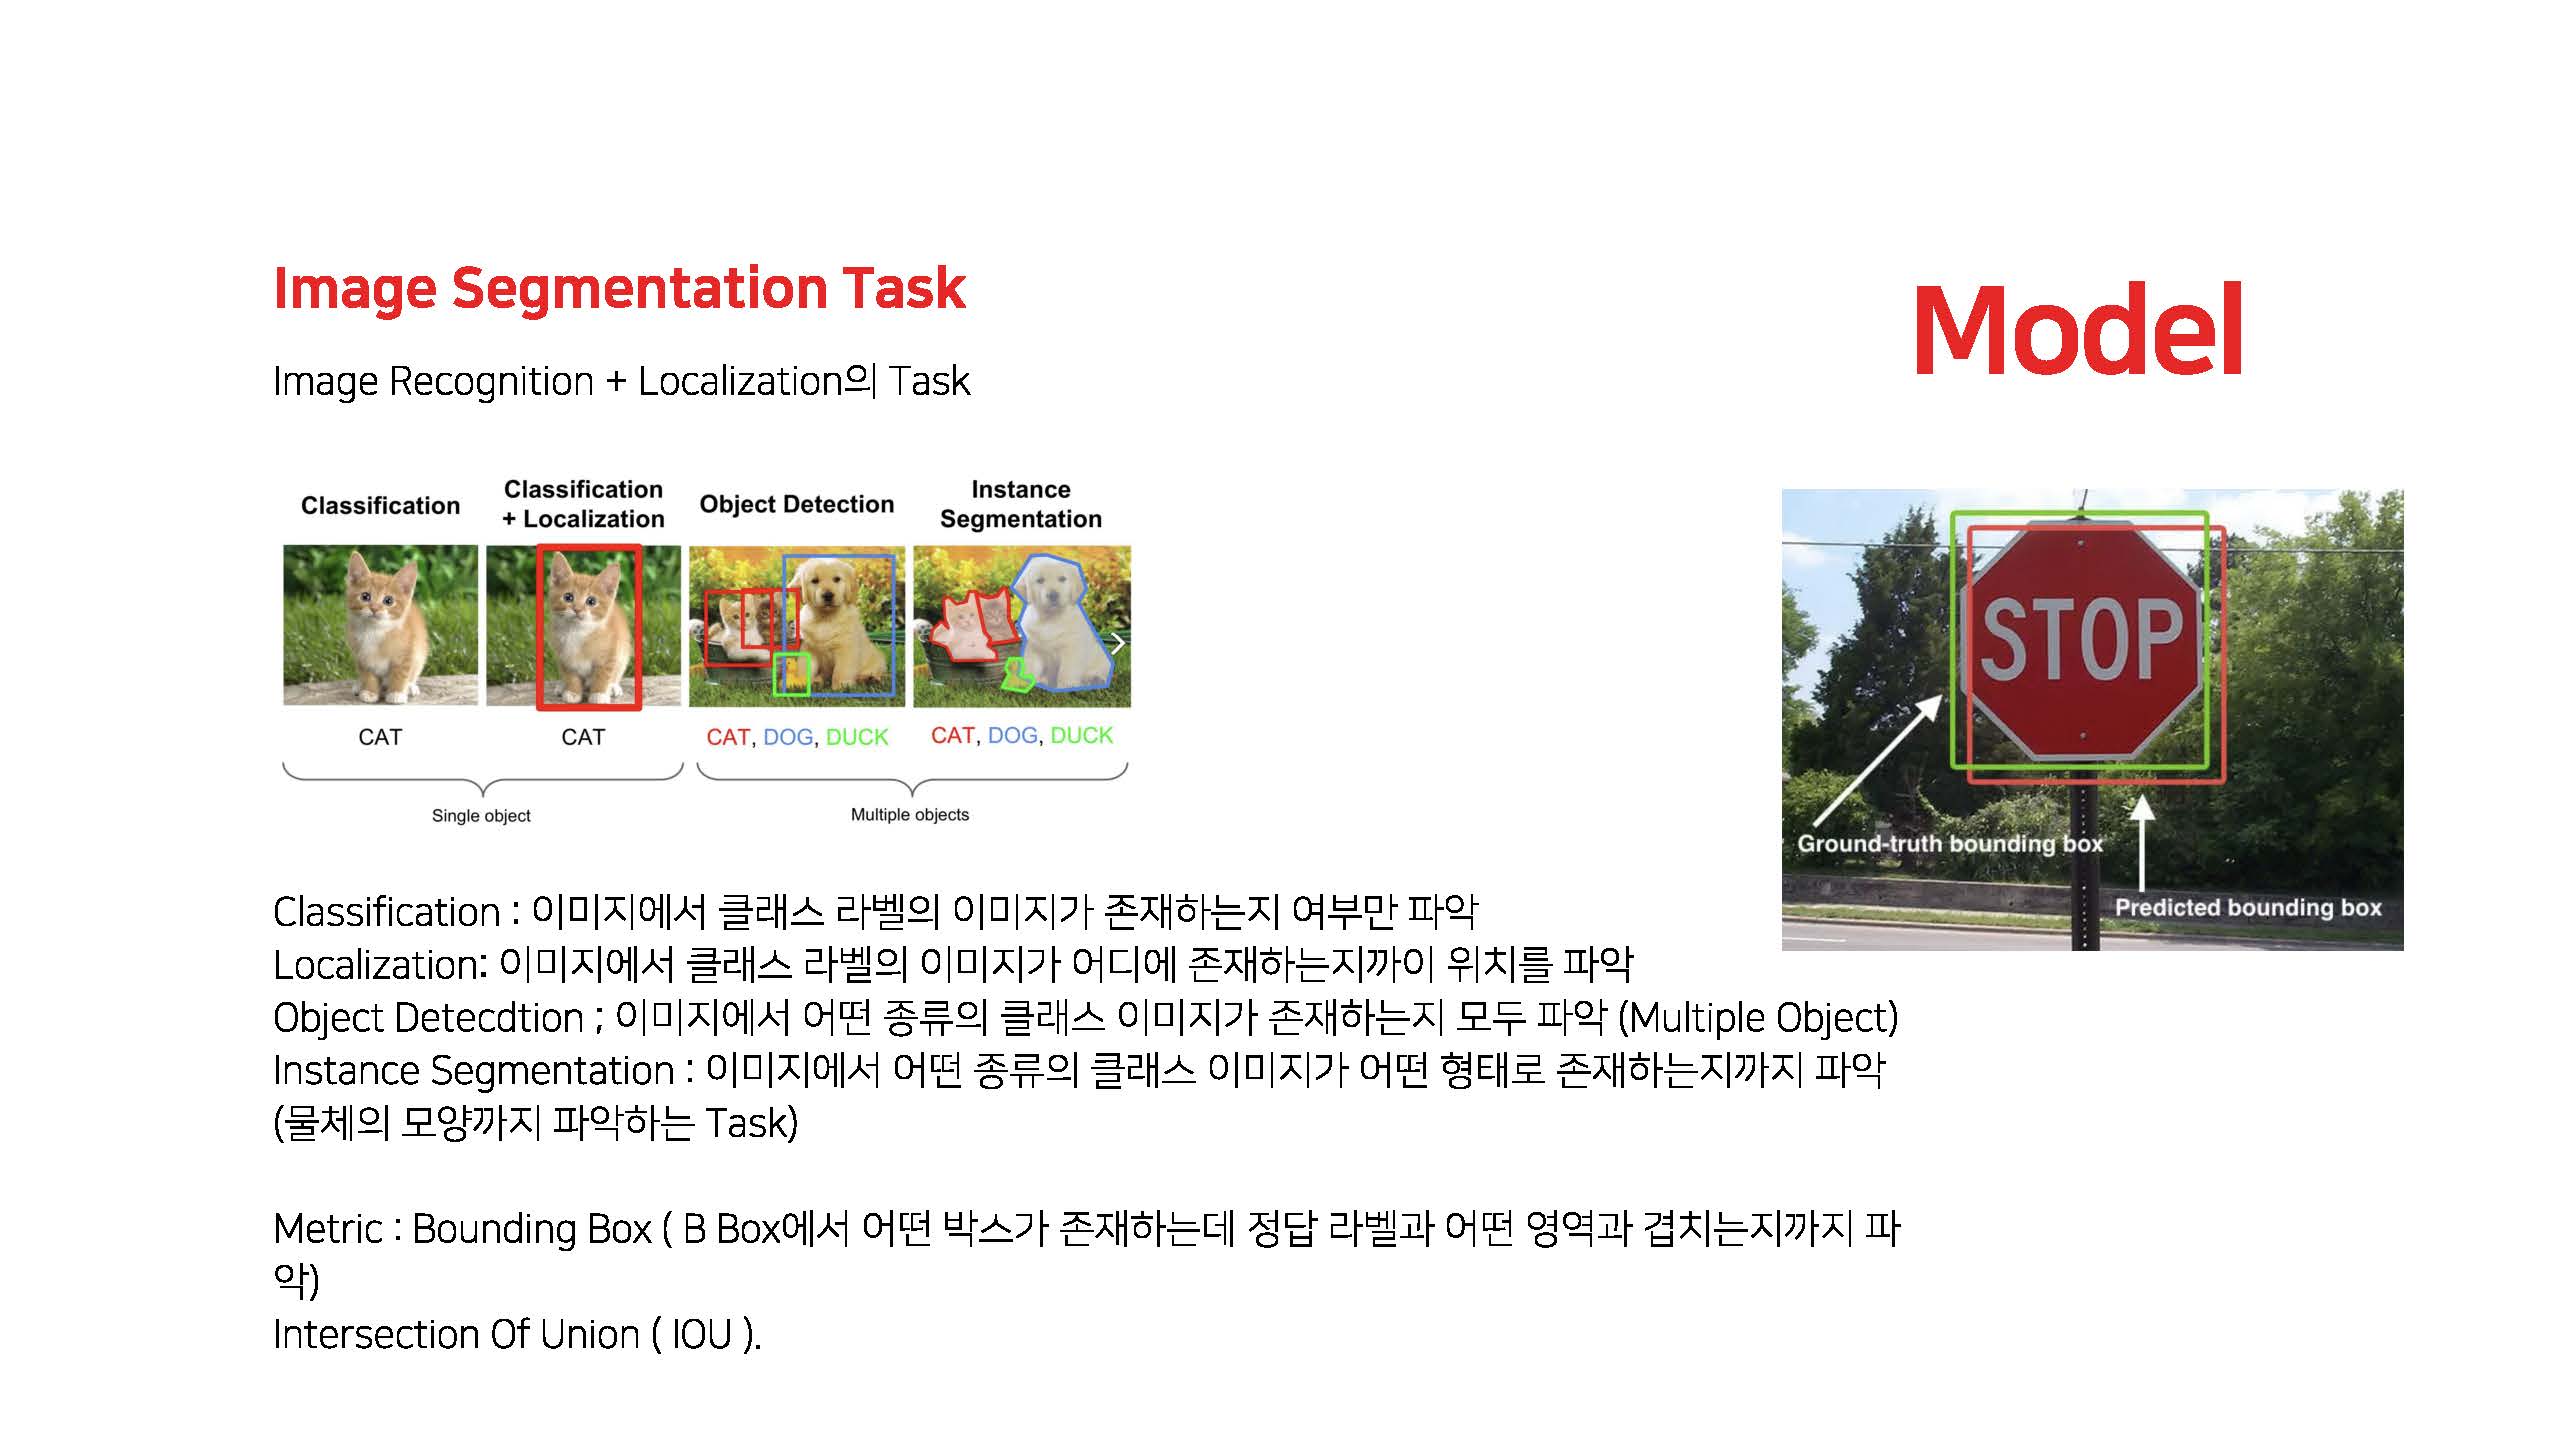 Image Segmentation Task
Model
Image Recognition + Localization의 Task
Classification
Classification
+ Localization
Object Detection
Instance
Segmentation
CAT
CAT
CAT, DOG, DUCK
CAT, DOG, DUCK
Single object
Multiple objects
STOP
Ground-truth bounding box
Predicted bounding box
Classification : 이미지에서 클래스 라벨의 이미지가 존재하는지 여부만 파악
Localization: 이미지에서 클래스 라벨의 이미지가 어디에 존재하는지까이 위치를 파악
Object Detecdtion ; 이미지에서 어떤 종류의 클래스 이미지가 존재하는지 모두 파악 (Multiple Object)
Instance Segmentation : 이미지에서 어떤 종류의 클래스 이미지가 어떤 형태로 존재하는지까지 파악
(물체의 모양까지 파악하는 Task)
Metric : Bounding Box ( B Box에서 어떤 박스가 존재하는데 정답 라벨과 어떤 영역과 겹치는지까지 파
악)
Intersection Of Union ( IOU ).